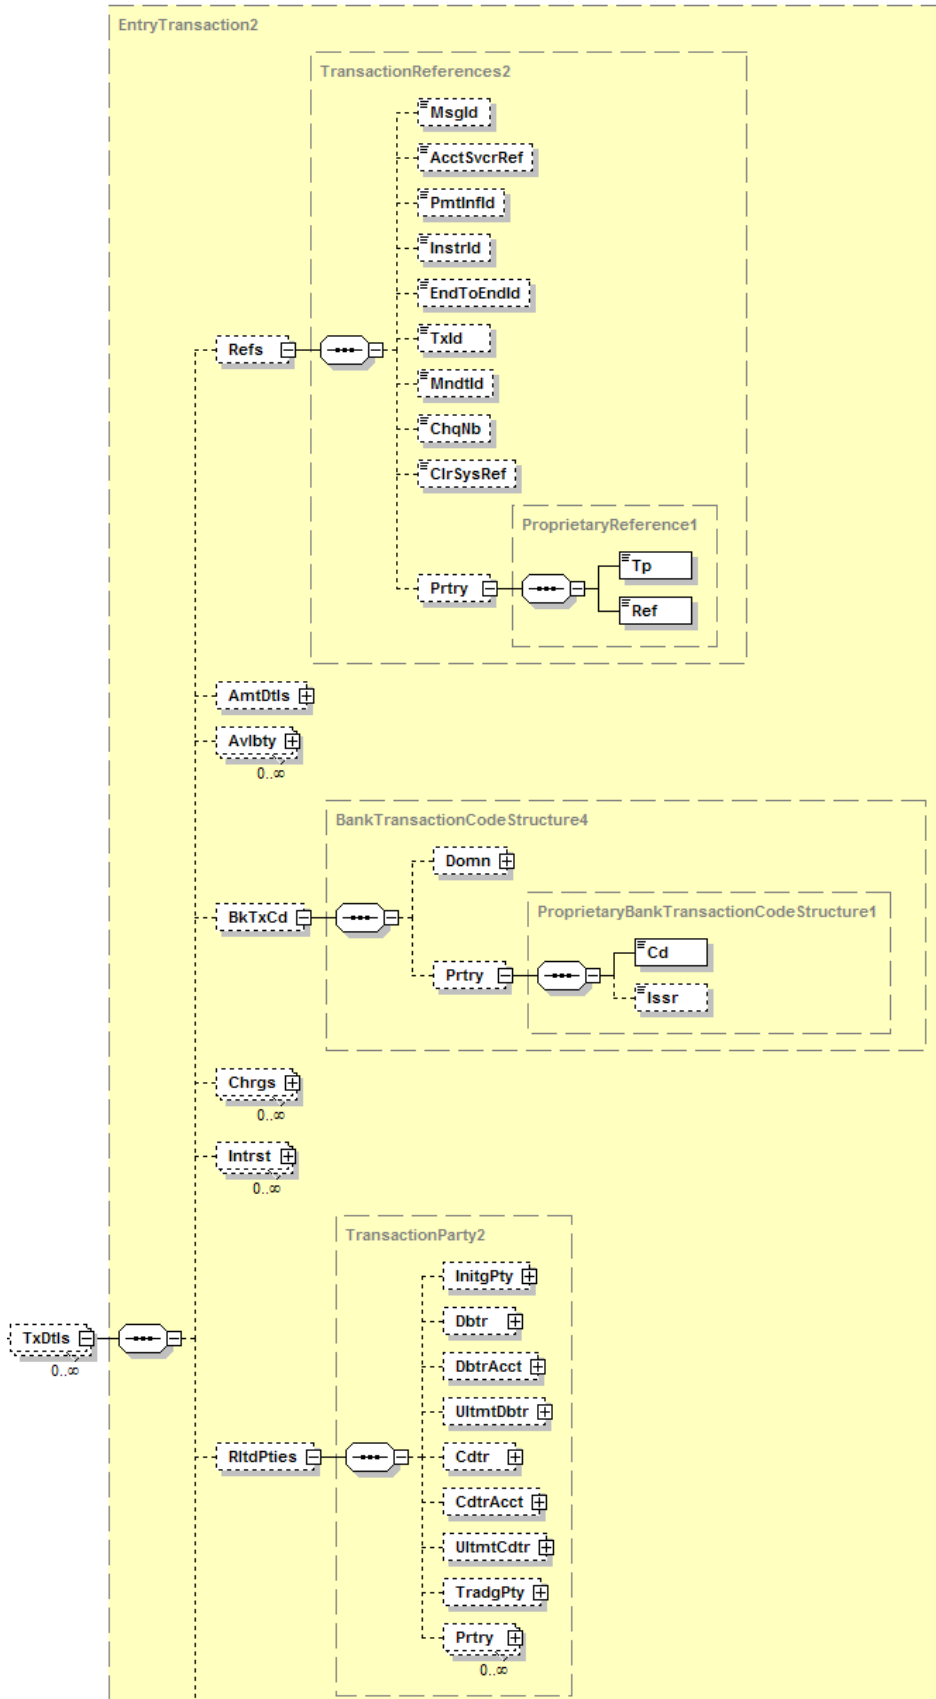 EntryTransaction2
TransactionReferences2
MsgId
AcctSvcrRef
PmtInfId
InstrId
EndToEndId
TxId
Refs
MndtId
ChqNb
ClrSysRef
ProprietaryReference1
Tp
Prtry
Ref
AmtDtls
Avlbty
0..∞
BankTransactionCodeStructure4
Domn
ProprietaryBankTransactionCodeStructure1
BkTxCd
Cd
Prtry
Issr
Chrgs
0..∞
Intrst
0..∞
TransactionParty2
InitgPty
Dbtr
TxDtls
0..∞
DbtrAcct
UltmtDbtr
RltdPties
Cdtr
CdtrAcct
UltmtCdtr
TradgPty
Prtry
0..∞